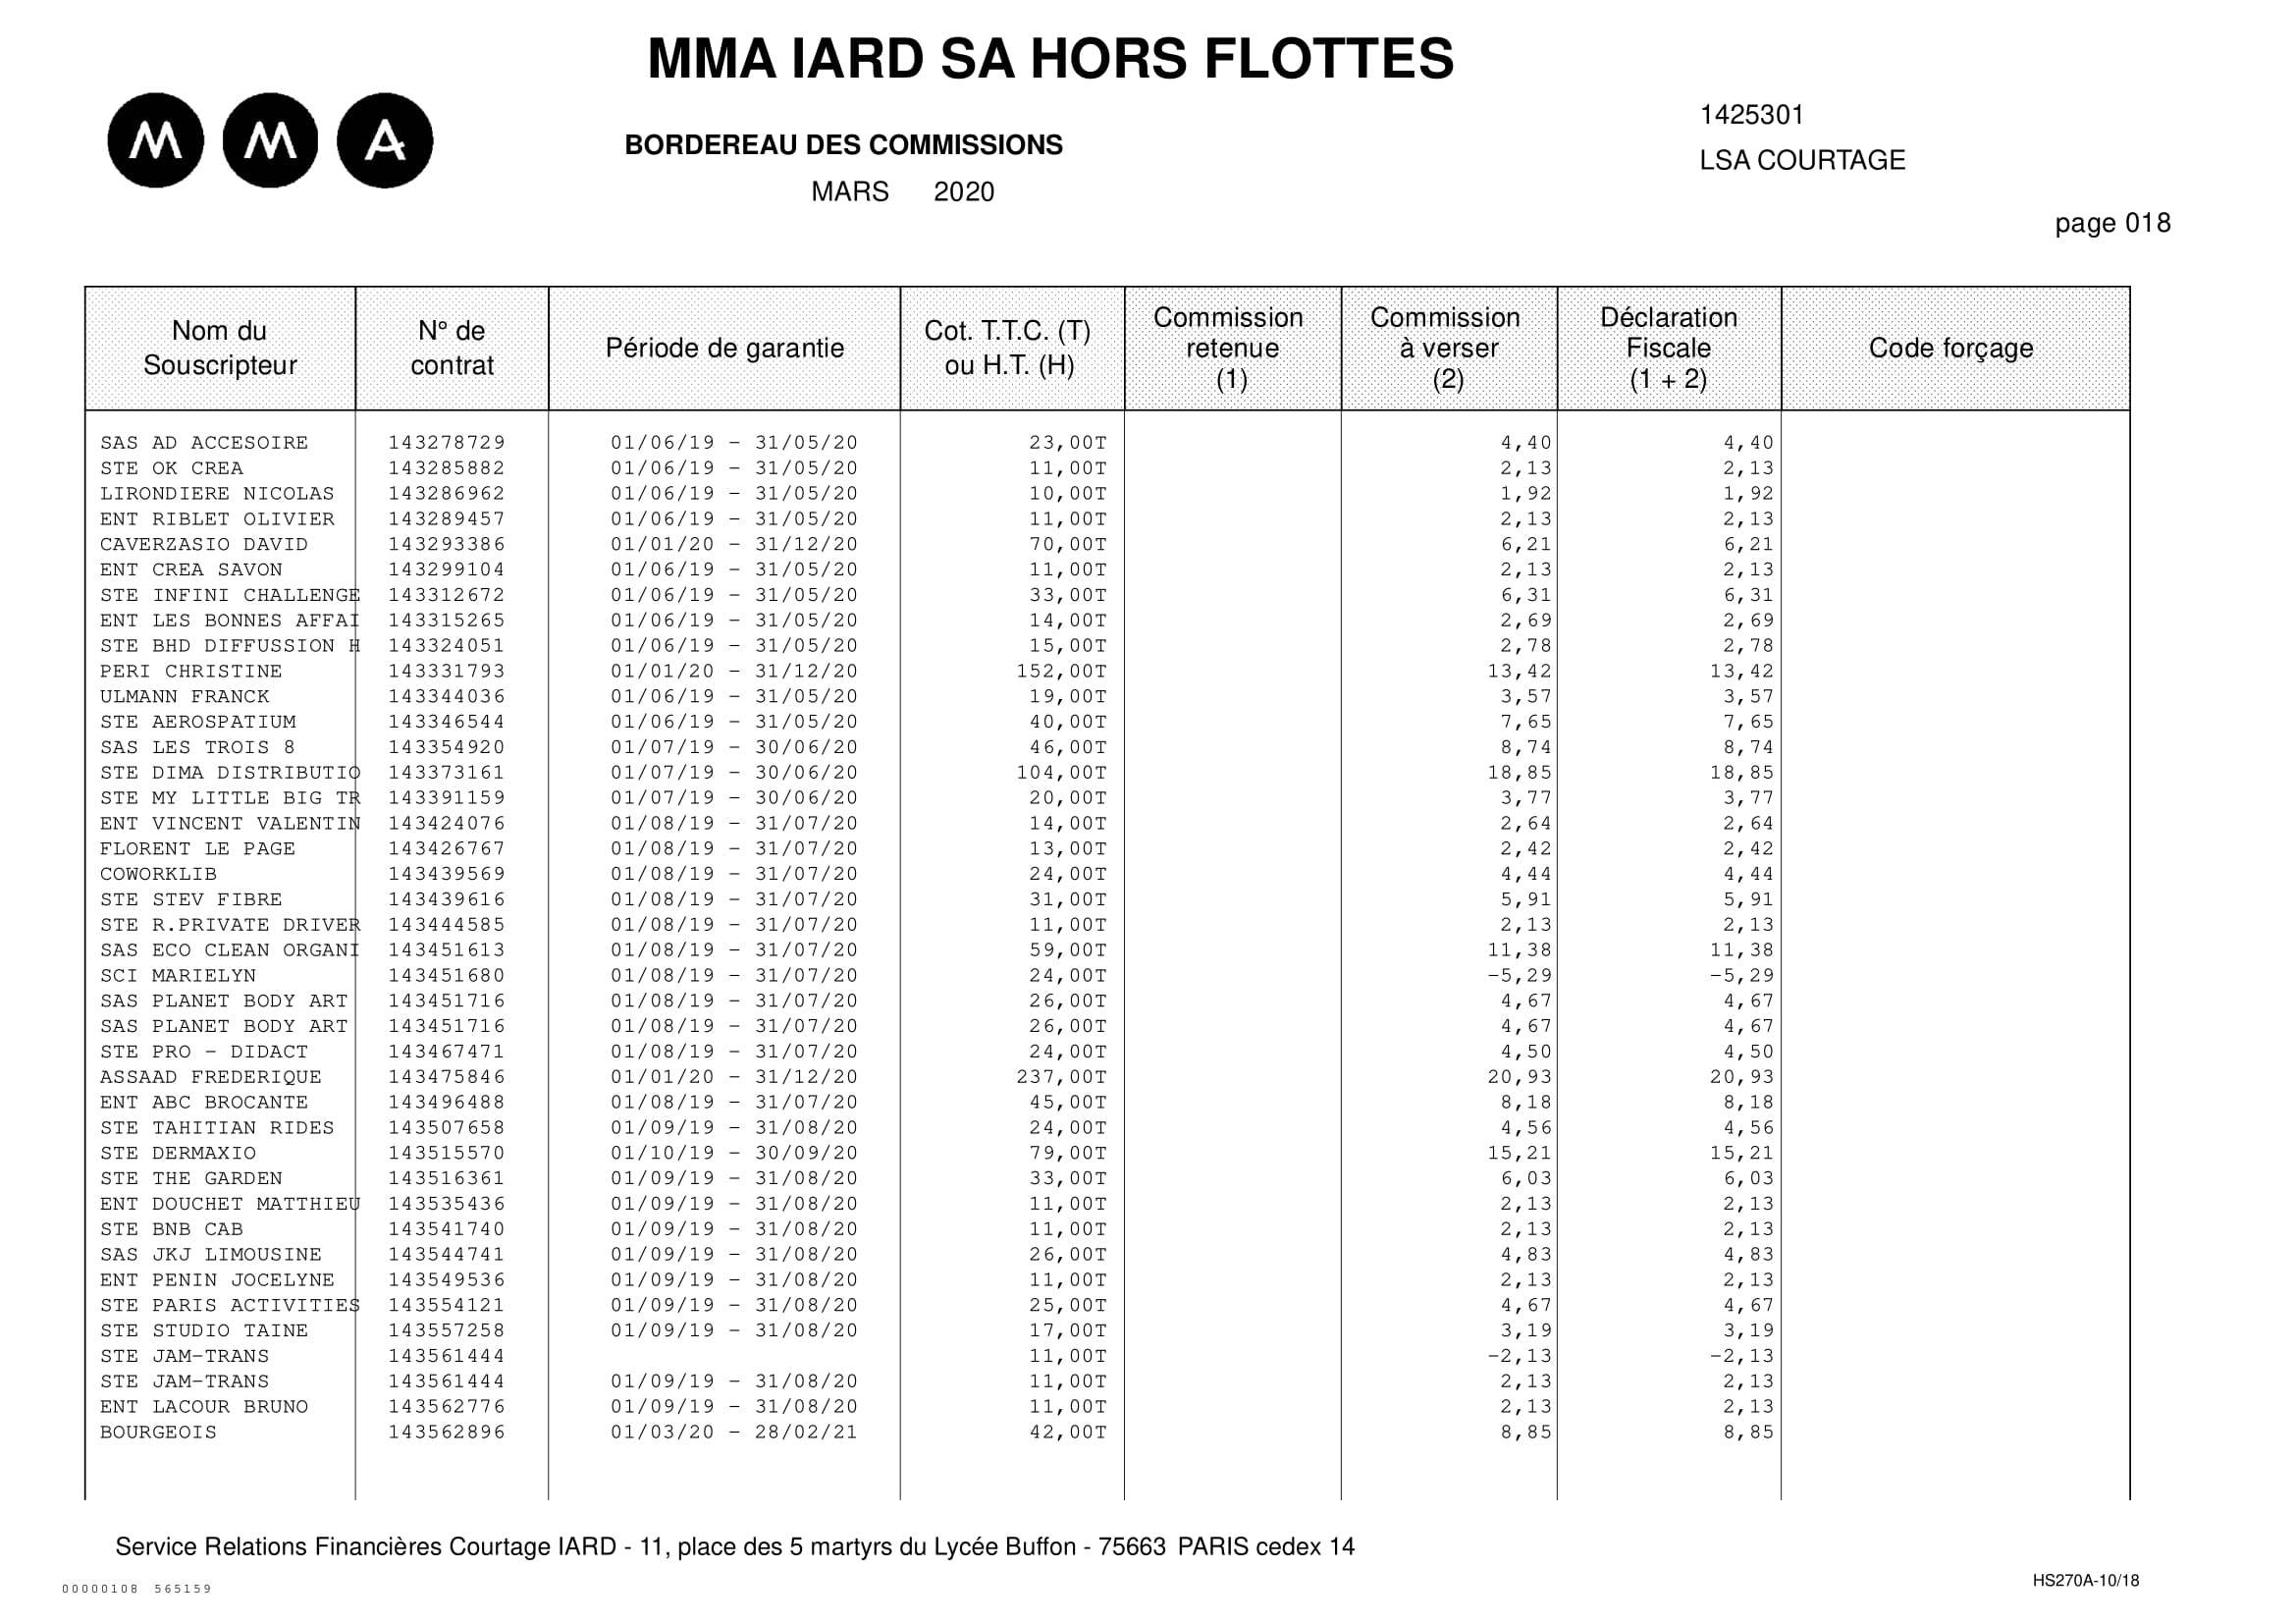 MMA IARD SA HORS FLOTTES
M M A
1425301
BORDEREAU DES COMMISSIONS
LSA COURTAGE
MARS 2020
page 018
Nom du Souscripteur N° de contrat Période de garantie Cot. T.T.C. (T) ou H.T. (H) Commission retenue (1) Commission à verser (2) Déclaration Fiscale (1 + 2) Code forçage
SAS AD ACCESOIRE 143278729 01/06/19 - 31/05/20 23,00T 4,40 4,40
STE OK CREA 143285882 01/06/19 - 31/05/20 11,00T 2,13 2,13
LIRONDIERE NICOLAS 143286962 01/06/19 - 31/05/20 10,00T 1,92 1,92
ENT RIBLET OLIVIER 143289457 01/06/19 - 31/05/20 11,00T 2,13 2,13
CAVERZASIO DAVID 143293386 01/01/20 - 31/12/20 70,00T 6,21 6,21
ENT CREA SAVON 143299104 01/06/19 - 31/05/20 11,00T 2,13 2,13
STE INFINI CHALLENGE 143312672 01/06/19 - 31/05/20 33,00T 6,31 6,31
ENT LES BONNES AFFAI 143315265 01/06/19 - 31/05/20 14,00T 2,69 2,69
STE BHD DIFFUSSION H 143324051 01/06/19 - 31/05/20 15,00T 2,78 2,78
PERI CHRISTINE 143331793 01/01/20 - 31/12/20 152,00T 13,42 13,42
ULMANN FRANCK 143344036 01/06/19 - 31/05/20 19,00T 3,57 3,57
STE AEROSPATIUM 143346544 01/06/19 - 31/05/20 40,00T 7,65 7,65
SAS LES TROIS 8 143354920 01/07/19 - 30/06/20 46,00T 8,74 8,74
STE DIMA DISTRIBUTIO 143373161 01/07/19 - 30/06/20 104,00T 18,85 18,85
STE MY LITTLE BIG TR 143391159 01/07/19 - 30/06/20 20,00T 3,77 3,77
ENT VINCENT VALENTIN 143424076 01/08/19 - 31/07/20 14,00T 2,64 2,64
FLORENT LE PAGE 143426767 01/08/19 - 31/07/20 13,00T 2,42 2,42
COWORKLIB 143439569 01/08/19 - 31/07/20 24,00T 4,44 4,44
STE STEV FIBRE 143439616 01/08/19 - 31/07/20 31,00T 5,91 5,91
STE R.PRIVATE DRIVER 143444585 01/08/19 - 31/07/20 11,00T 2,13 2,13
SAS ECO CLEAN ORGANI 143451613 01/08/19 - 31/07/20 59,00T 11,38 11,38
SCI MARIELYN 143451680 01/08/19 - 31/07/20 24,00T -5,29 -5,29
SAS PLANET BODY ART 143451716 01/08/19 - 31/07/20 26,00T 4,67 4,67
SAS PLANET BODY ART 143451716 01/08/19 - 31/07/20 26,00T 4,67 4,67
STE PRO - DIDACT 143467471 01/08/19 - 31/07/20 24,00T 4,50 4,50
ASSAAD FREDERIQUE 143475846 01/01/20 - 31/12/20 237,00T 20,93 20,93
ENT ABC BROCANTE 143496488 01/08/19 - 31/07/20 45,00T 8,18 8,18
STE TAHITIAN RIDES 143507658 01/09/19 - 31/08/20 24,00T 4,56 4,56
STE DERMAXIO 143515570 01/10/19 - 30/09/20 79,00T 15,21 15,21
STE THE GARDEN 143516361 01/09/19 - 31/08/20 33,00T 6,03 6,03
ENT DOUCHET MATTHIEU 143535436 01/09/19 - 31/08/20 11,00T 2,13 2,13
STE BNB CAB 143541740 01/09/19 - 31/08/20 11,00T 2,13 2,13
SAS JKJ LIMOUSINE 143544741 01/09/19 - 31/08/20 26,00T 4,83 4,83
ENT PENIN JOCELYNE 143549536 01/09/19 - 31/08/20 11,00T 2,13 2,13
STE PARIS ACTIVITIES 143554121 01/09/19 - 31/08/20 25,00T 4,67 4,67
STE STUDIO TAINE 143557258 01/09/19 - 31/08/20 17,00T 3,19 3,19
STE JAM-TRANS 143561444 11,00T -2,13 -2,13
STE JAM-TRANS 143561444 01/09/19 - 31/08/20 11,00T 2,13 2,13
ENT LACOUR BRUNO 143562776 01/09/19 - 31/08/20 11,00T 2,13 2,13
BOURGEOIS 143562896 01/03/20 - 28/02/21 42,00T 8,85 8,85
Service Relations Financières Courtage IARD - 11, place des 5 martyrs du Lycée Buffon - 75663 PARIS cedex 14
00000108 565159
HS270A-10/18